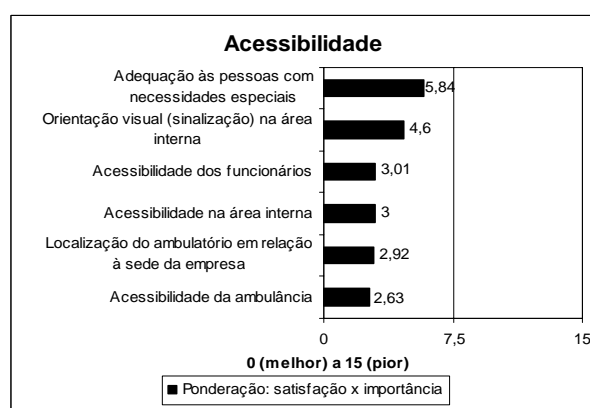 Acessibilidade
Adequação às pessoas com
necessidades especiais
5,84
Orientação visual (sinalização) na área
interna
4,6
Acessibilidade dos funcionários
3,01
Acessibilidade na área interna
3
Localização do ambulatório em relação
à sede da empresa
2,92
Acessibilidade da ambulância
2,63
0 7,5 15
0 (melhor) a 15 (pior)
Ponderação: satisfação x importância